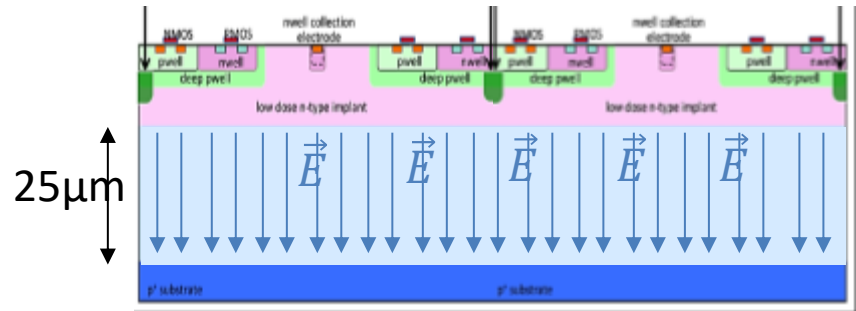 nwell collection nwell collection
NMOS PMOS electrode NMOS PMOS electrode
pwell nwell pwell nwell pwell nwell pwell nwell
deep pwell deep pwell deep pwell deep pwell
low dose n-type implant low dose n-type implant
25μm E E E E E
p⁺ substrate p⁺ substrate